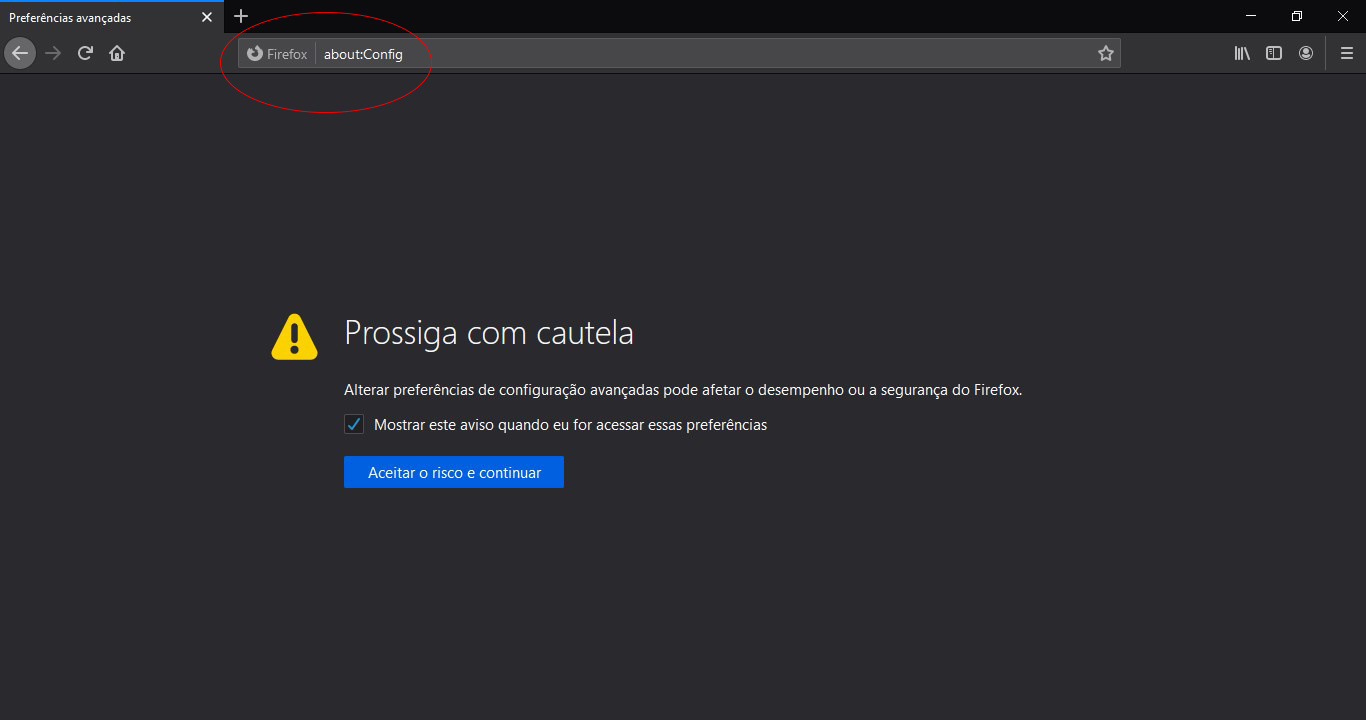 Preferências avançadas
Firefox about:Config
Prossiga com cautela
Alterar preferências de configuração avançadas pode afetar o desempenho ou a segurança do Firefox.
Mostrar este aviso quando eu for acessar essas preferências
Aceitar o risco e continuar